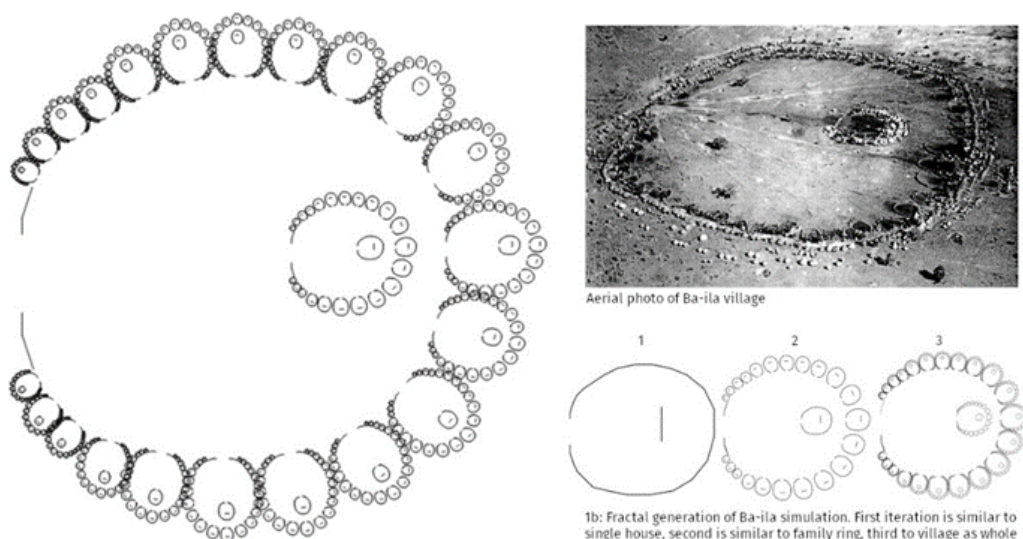 Aerial photo of Ba-ila village
1
2
3
1b: Fractal generation of Ba-ila simulation. First iteration is similar to
single house, second is similar to family ring, third to village as whole